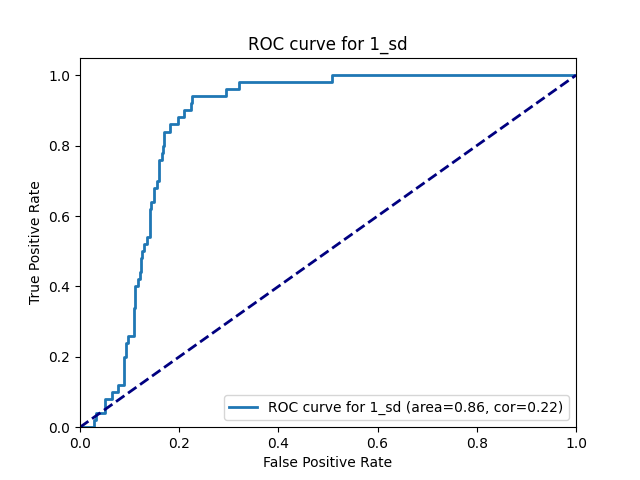 ROC curve for 1_sd
True Positive Rate
1.0
0.8
0.6
0.4
0.2
0.0
ROC curve for 1_sd (area=0.86, cor=0.22)
0.0 0.2 0.4 0.6 0.8 1.0
False Positive Rate